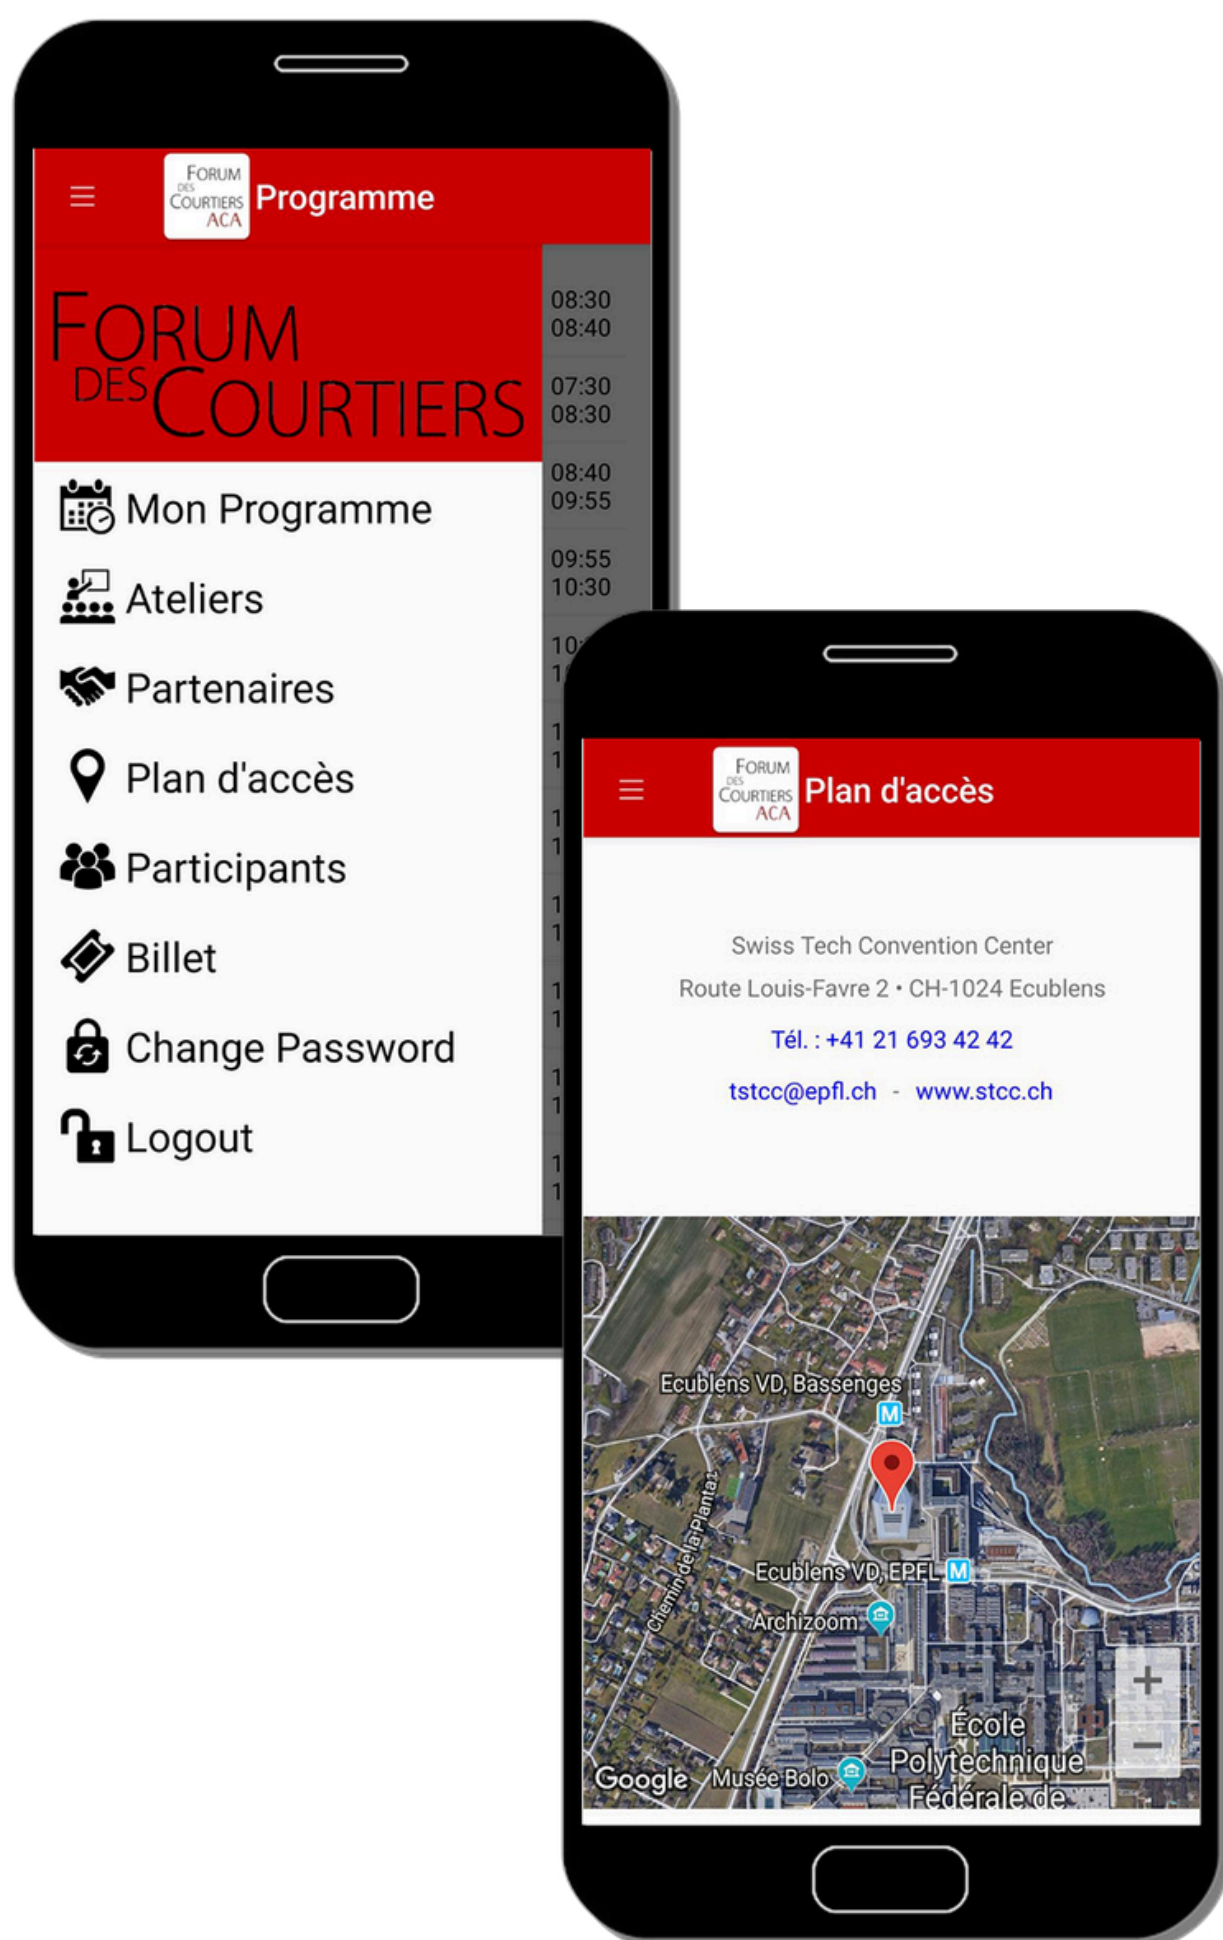 FORUM
DES
COURTIERS
ACA
Programme
FORUM
DES COURTIERS
Mon Programme
Ateliers
Partenaires
Plan d'accès
Participants
Billet
Change Password
Logout
08:30
08:40
07:30
08:30
08:40
09:55
09:55
10:30
FORUM
DES
COURTIERS
ACA
Plan d'accès
Swiss Tech Convention Center
Route Louis-Favre 2 • CH-1024 Ecublens
Tél. : +41 21 693 42 42
tstcc@epfl.ch - www.stcc.ch
Ecublens VD, Bassenges
M
Chemin de la Planta
Ecublens VD, EPFL M
Archizoom
+
École
Polytechnique
Fédérale de
−
Google
Musée Bolo